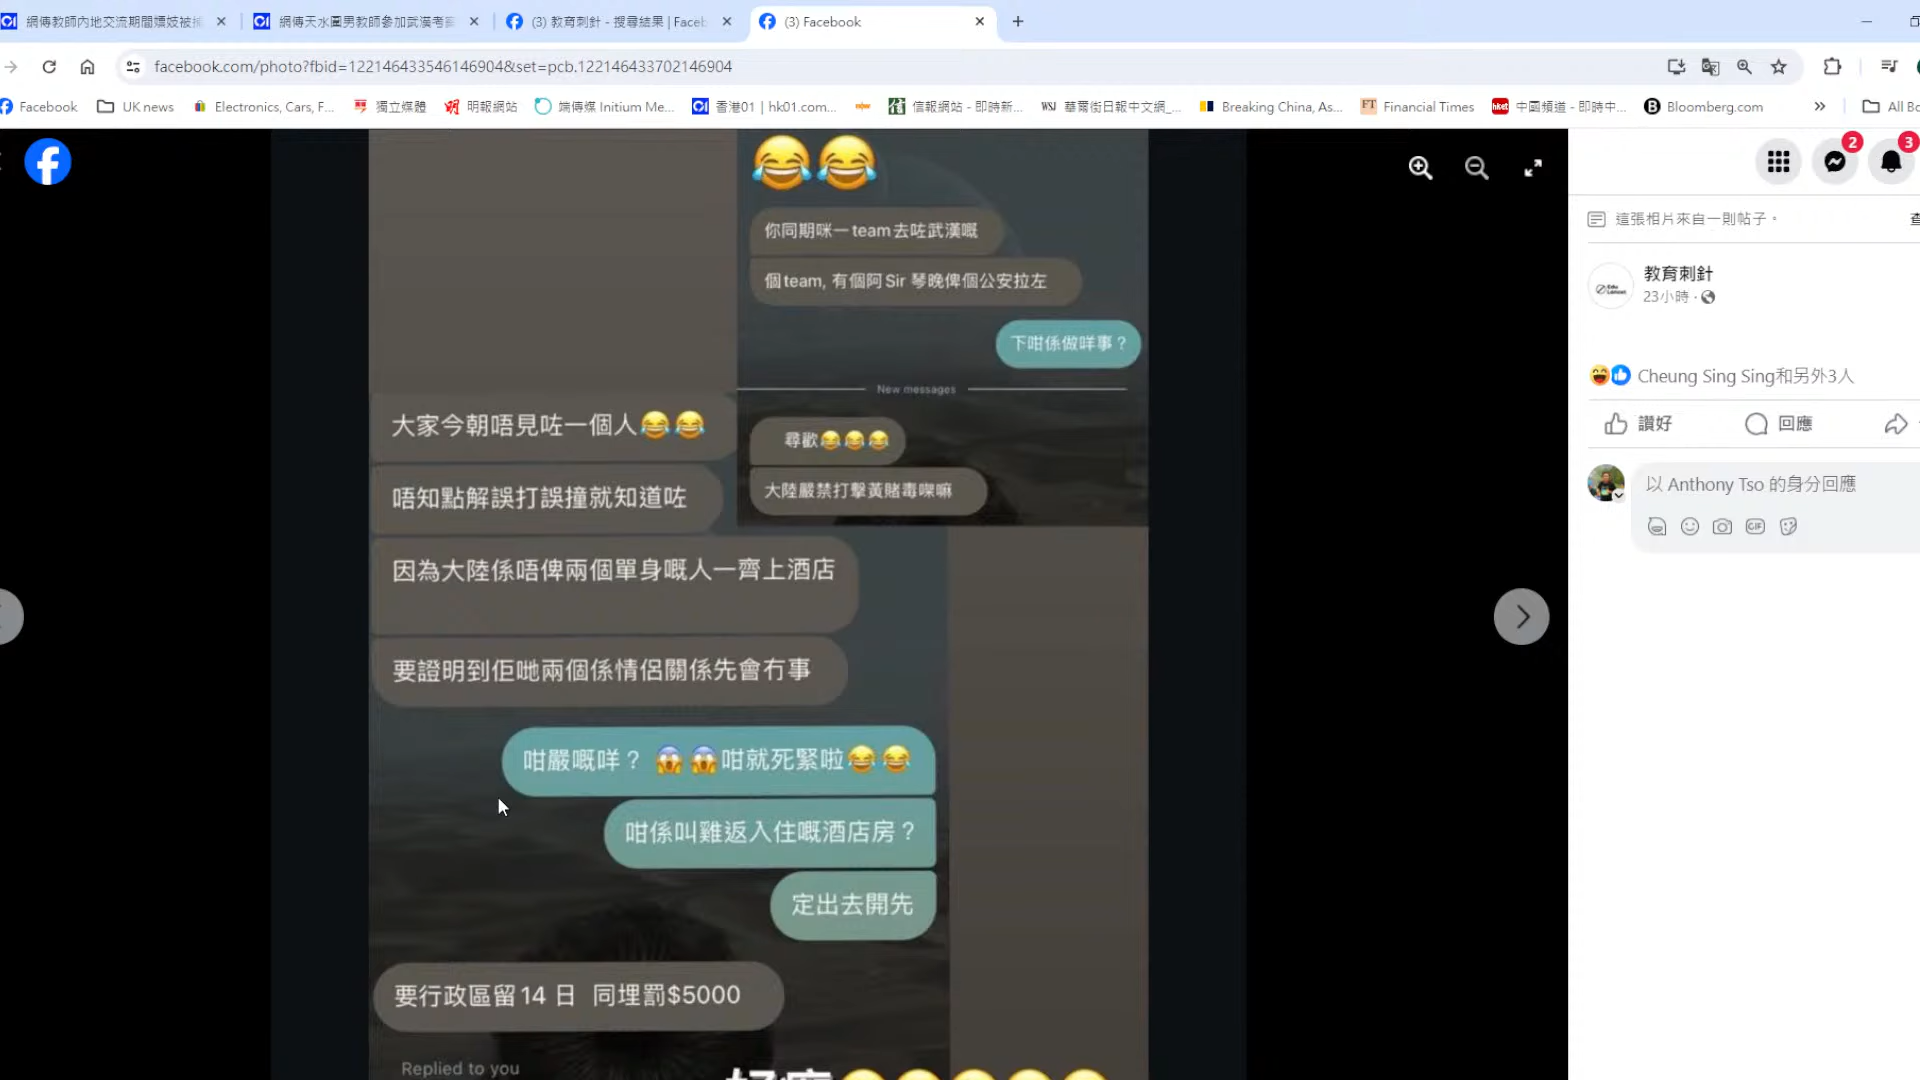 網傳教師內地交流期間嫖妓被
網傳天水圍男教師參加武漢考
(3) 教育刺針 - 搜尋結果 | Facel
(3) Facebook
facebook.com/photo?fbid=122146433546146904&set=pcb.122146433702146904
Facebook
UK news
Electronics, Cars, F...
獨立媒體
明報網站
端傳媒 Initium Me...
香港01 | hk01.com...
信報網站 - 即時新...
WSJ 華爾街日報中文網_...
Breaking China, As...
FT Financial Times
hket 中國頻道 - 即時中...
B Bloomberg.com
All Bo
你同期咪一team去咗武漢嘅
個team, 有個阿Sir 琴晚俾個公安拉左
下咁係做咩事？
New messages
尋歡
大陸嚴禁打擊黃賭毒㗎嘛
大家今朝唔見咗一個人
唔知點解誤打誤撞就知道咗
因為大陸係唔俾兩個單身嘅人一齊上酒店
要證明到佢哋兩個係情侶關係先會冇事
咁嚴嘅咩？ 咁就死緊啦
咁係叫雞返入住嘅酒店房？
定出去開先
要行政區留14 日 同埋罰$5000
Replied to you
2
3
這張相片來自一則帖子。
教育刺針
23小時
Cheung Sing Sing和另外3人
讚好
回應
以 Anthony Tso 的身分回應
GIF